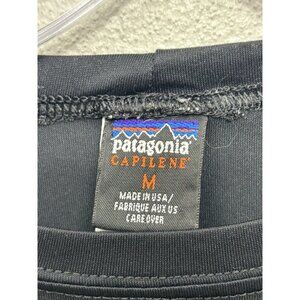 patagonia®
CAPILENE®
M
MADE IN USA/
FABRIQUE AUX US
CARE OVER